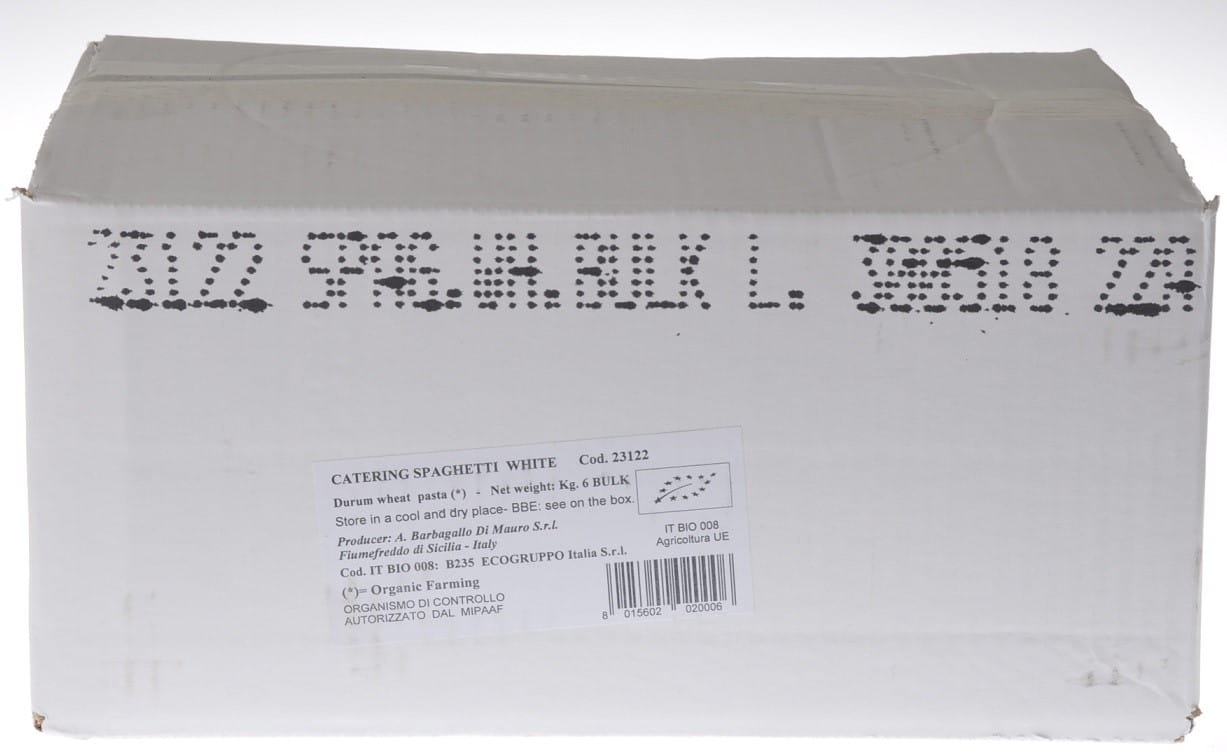 23122 SPAG.WH.BULK L.
CATERING SPAGHETTI WHITE Cod. 23122
Durum wheat pasta (*) - Net weight: Kg. 6 BULK
Store in a cool and dry place- BBE: see on the box.
Producer: A. Barbagallo Di Mauro S.r.l.
Fiumefreddo di Sicilia - Italy
Cod. IT BIO 008: B235 ECOGRUPPO Italia S.r.l.
(*)= Organic Farming
ORGANISMO DI CONTROLLO
AUTORIZZATO DAL MIPAAF
IT BIO 008
Agricoltura UE
8 015602 020006